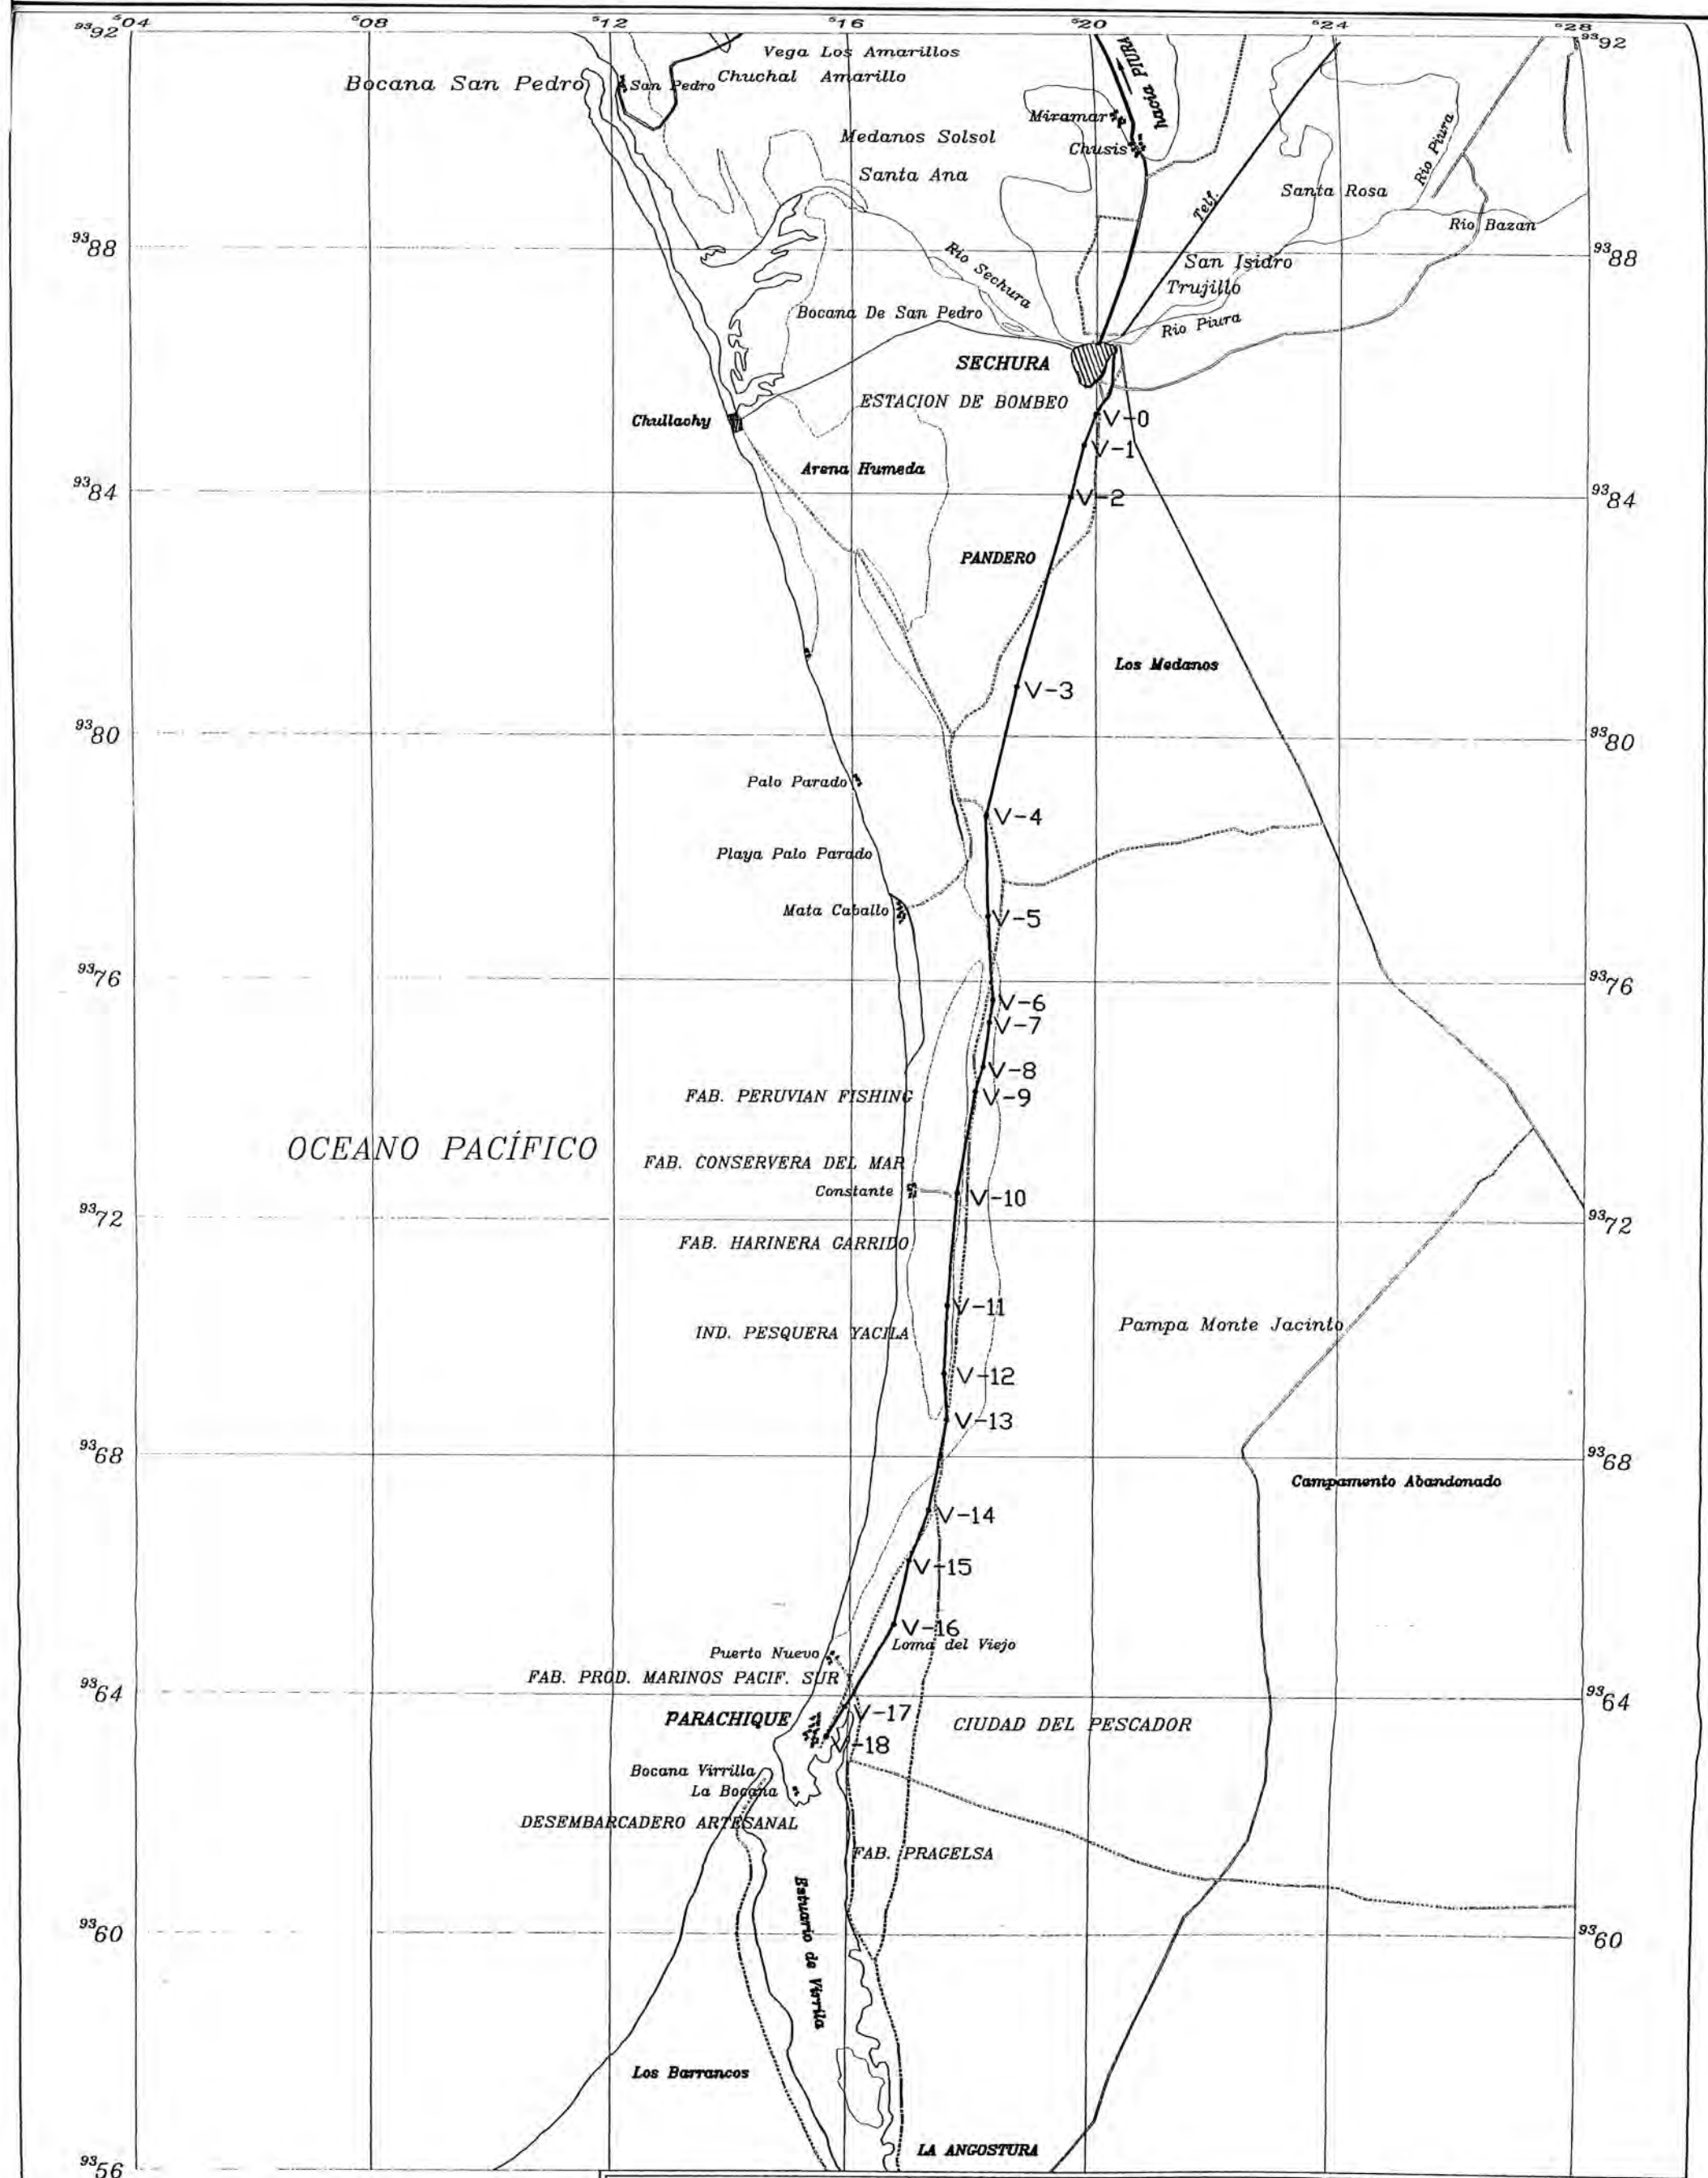 504
512
516
520
524
528
9392
508
9392
Vega Los Amarillos
Bocana San Pedro
San Pedro
Chuchal Amarillo
hacia PIURA
Miramar
Medanos Solsol
Chusis
Santa Ana
Rio Piura
Santa Rosa
Telf.
Rio Bazan
9388
9388
Rio Sechura
San Isidro
Trujillo
Bocana De San Pedro
Rio Piura
SECHURA
ESTACION DE BOMBEO
Chullachy
V-0
V-1
Arena Humeda
9384
V-2
9384
PANDERO
Los Medanos
V-3
9380
9380
Palo Parado
V-4
Playa Palo Parado
Mata Caballo
V-5
9376
9376
V-6
V-7
V-8
FAB. PERUVIAN FISHING
V-9
OCEANO PACÍFICO
FAB. CONSERVERA DEL MAR
Constante
V-10
9372
9372
FAB. HARINERA GARRIDO
V-11
Pampa Monte Jacinto
IND. PESQUERA YACILA
V-12
V-13
9368
9368
Campamento Abandonado
V-14
V-15
V-16
Loma del Viejo
Puerto Nuevo
FAB. PROD. MARINOS PACIF. SUR
9364
9364
V-17
PARACHIQUE
CIUDAD DEL PESCADOR
V-18
Bocana Virrilla
La Bocana
DESEMBARCADERO ARTESANAL
FAB. PRAGELSA
Estuario de Virrila
9360
9360
Los Barrancos
LA ANGOSTURA
9356